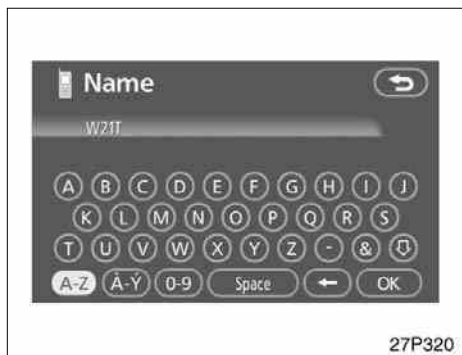 Name
W21T
A B C D E F G H I J
K L M N O P Q R S
T U V W X Y Z - &
A-Z À-Ý 0-9 Space ← OK
27P320